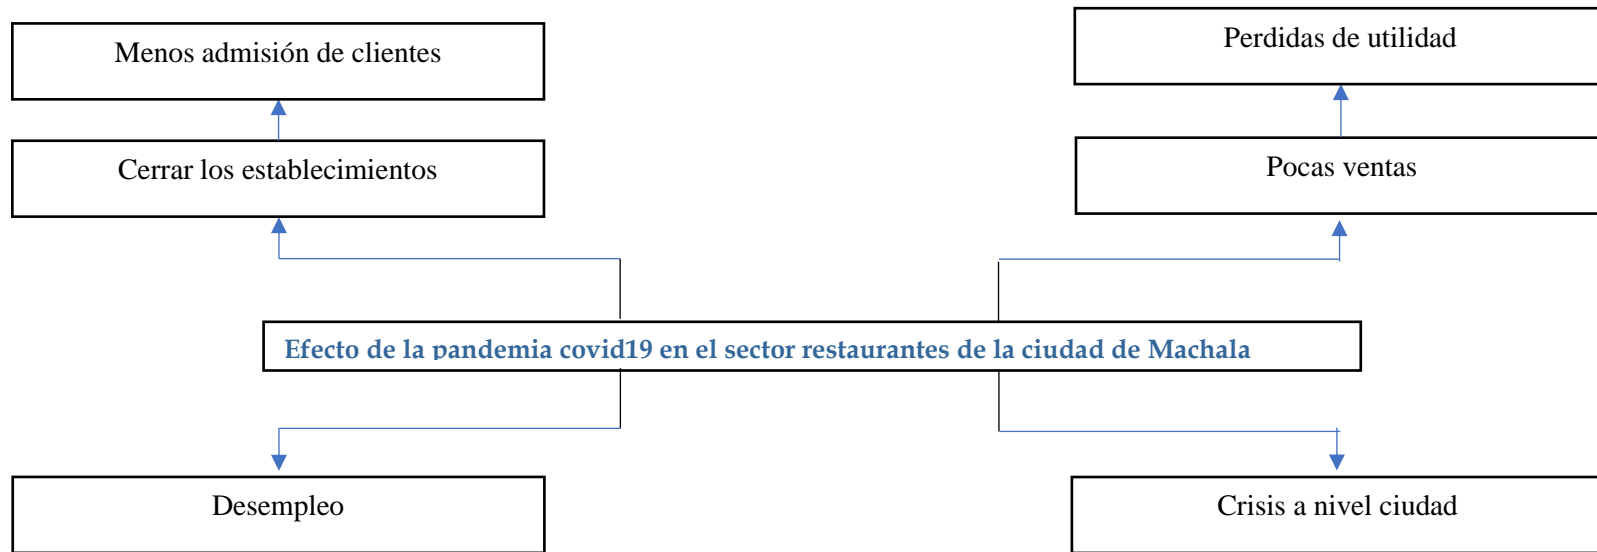 Menos admisión de clientes
Perdidas de utilidad
Cerrar los establecimientos
Pocas ventas
Efecto de la pandemia covid19 en el sector restaurantes de la ciudad de Machala
Desempleo
Crisis a nivel ciudad